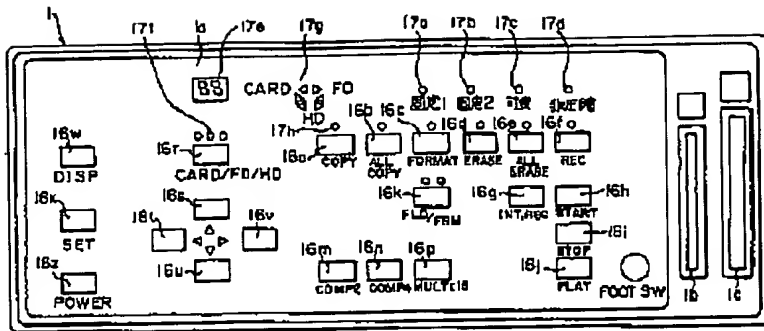 1
17f
1a
17e
17g
17a
17b
17c
17d
88
CARD
FD
HD
17h
16b
16c
16d
16e
16f
16w
16r
16a
COPY
ALL
COPY
FORMAT
ERASE
ALL
ERASE
REC
DISP
CARD/FD/HD
16x
16s
16k
16g
16h
FLD/FRM
INT.REC
START
SET
16t
16v
16i
STOP
16z
16u
16m
16n
16p
16j
POWER
COMP2
COMP4
MULTI16
PLAY
FOOT SW
1b
1c